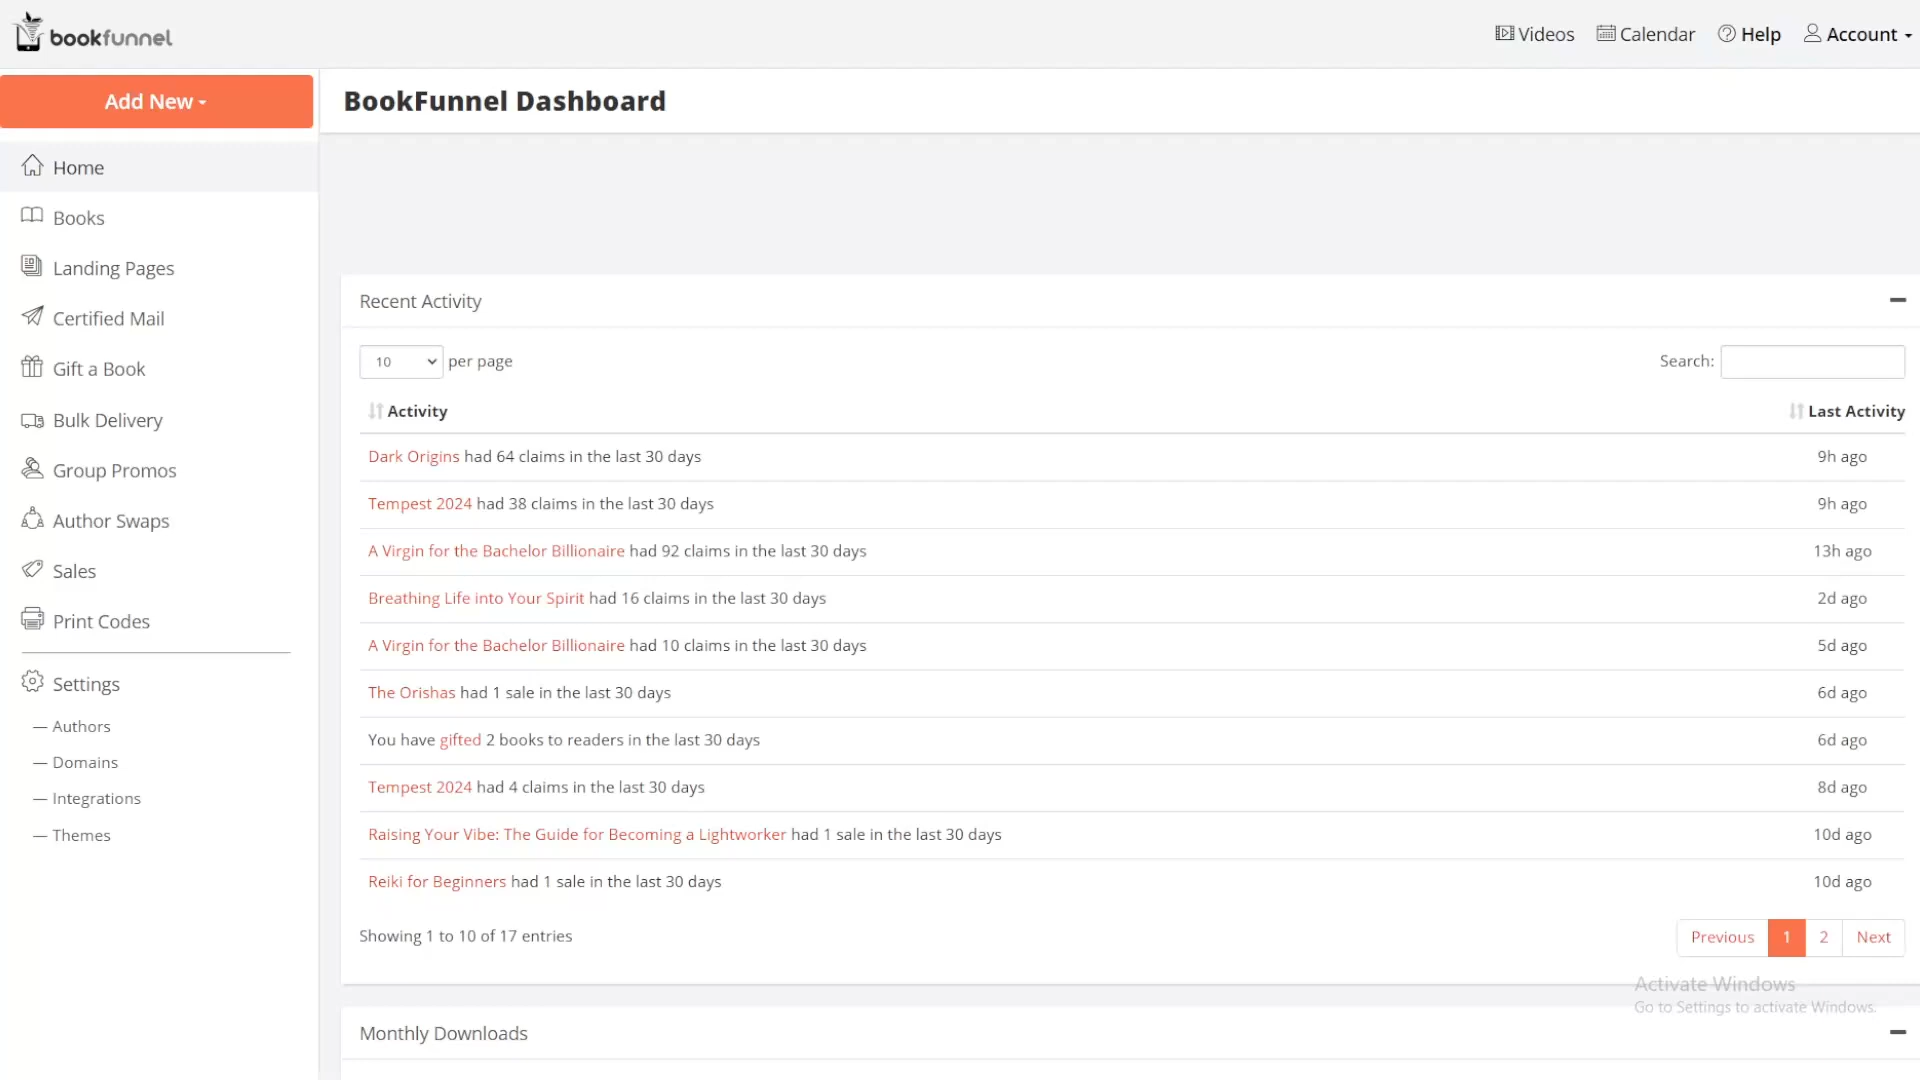 bookfunnel
Videos
Calendar
Help
Account
Add New
BookFunnel Dashboard
Home
Books
Landing Pages
Certified Mail
Gift a Book
Bulk Delivery
Group Promos
Author Swaps
Sales
Print Codes
Settings
— Authors
— Domains
— Integrations
— Themes
Recent Activity
10 per page
Search:
Activity Last Activity
Dark Origins had 64 claims in the last 30 days 9h ago
Tempest 2024 had 38 claims in the last 30 days 9h ago
A Virgin for the Bachelor Billionaire had 92 claims in the last 30 days 13h ago
Breathing Life into Your Spirit had 16 claims in the last 30 days 2d ago
A Virgin for the Bachelor Billionaire had 10 claims in the last 30 days 5d ago
The Orishas had 1 sale in the last 30 days 6d ago
You have gifted 2 books to readers in the last 30 days 6d ago
Tempest 2024 had 4 claims in the last 30 days 8d ago
Raising Your Vibe: The Guide for Becoming a Lightworker had 1 sale in the last 30 days 10d ago
Reiki for Beginners had 1 sale in the last 30 days 10d ago
Showing 1 to 10 of 17 entries
Previous 1 2 Next
Activate Windows
Go to Settings to activate Windows.
Monthly Downloads